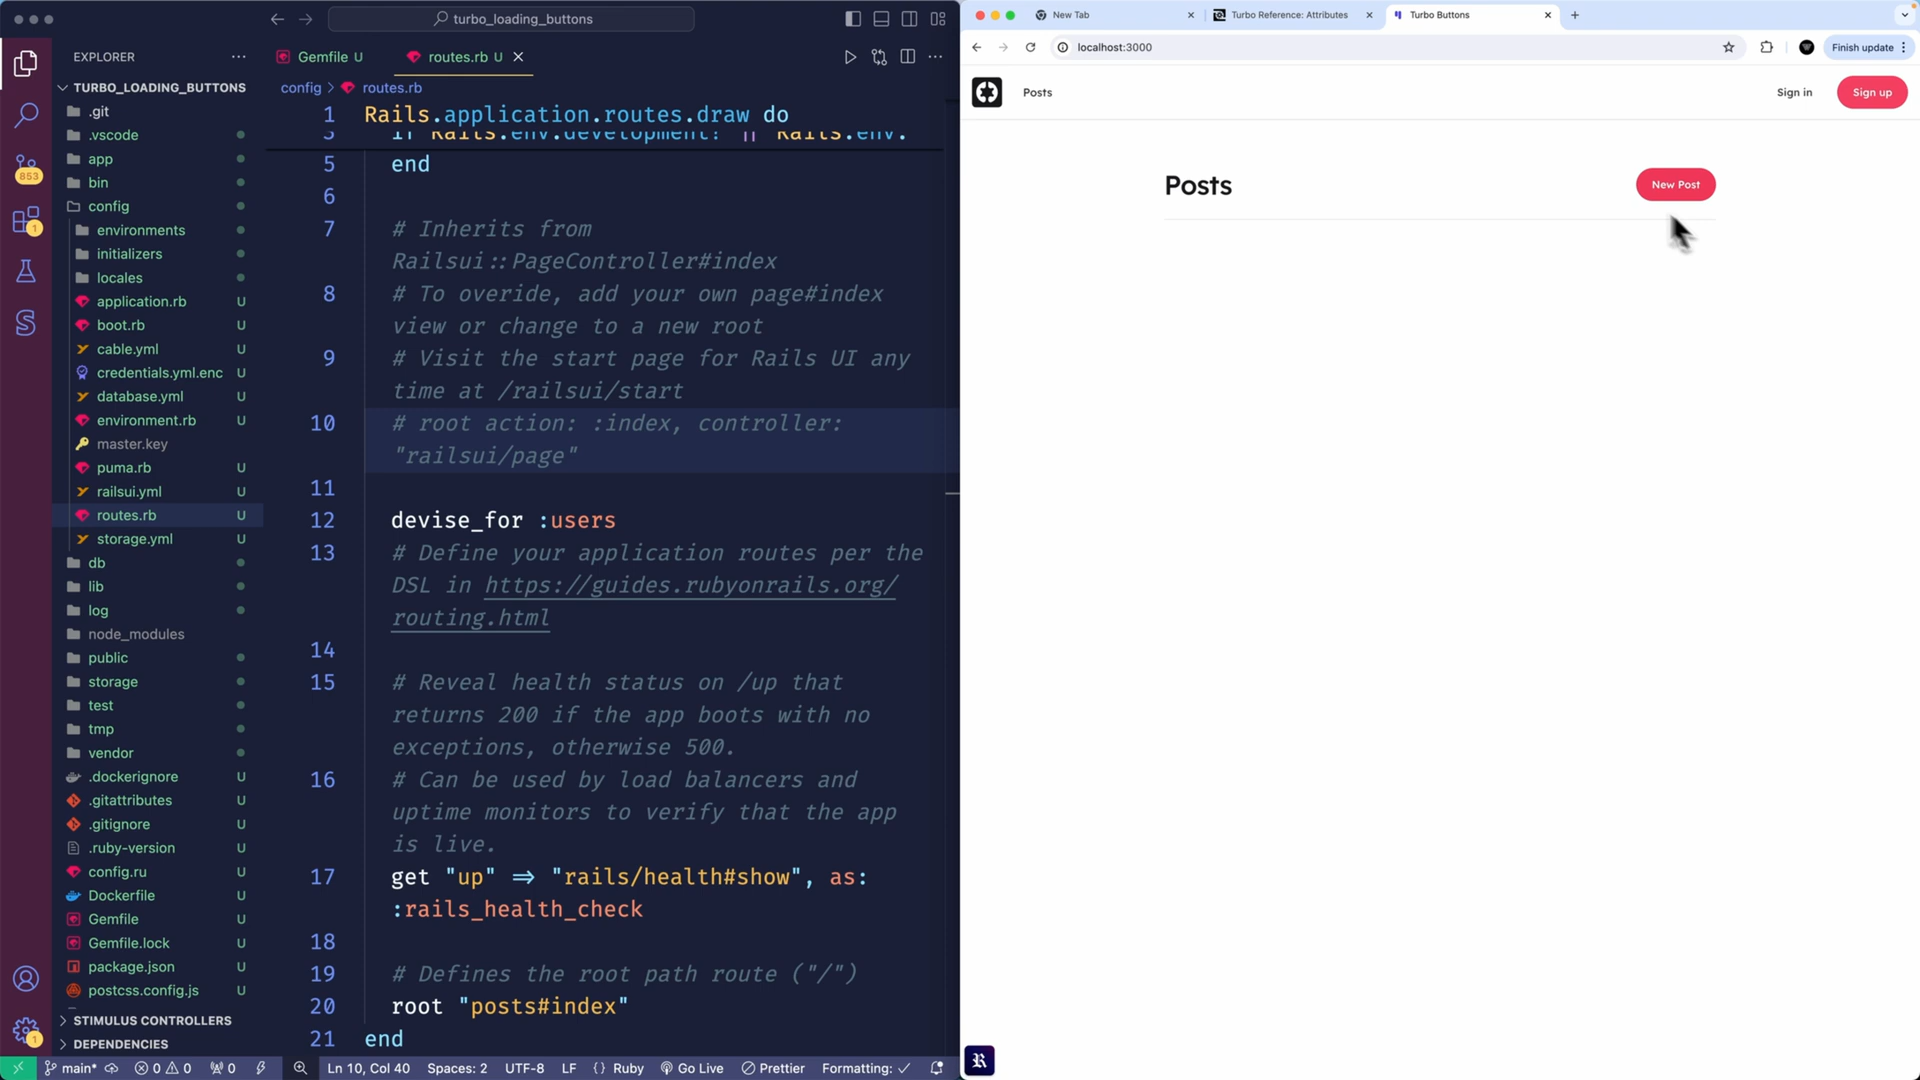 turbo_loading_buttons
EXPLORER
TURBO_LOADING_BUTTONS
.git
.vscode
app
bin
config
environments
initializers
locales
application.rb U
boot.rb U
cable.yml U
credentials.yml.enc U
database.yml U
environment.rb U
master.key
puma.rb U
railsui.yml U
routes.rb U
storage.yml U
db
lib
log
node_modules
public
storage
test
tmp
vendor
.dockerignore U
.gitattributes U
.gitignore U
.ruby-version U
config.ru U
Dockerfile U
Gemfile U
Gemfile.lock U
package.json U
postcss.config.js U
STIMULUS CONTROLLERS
DEPENDENCIES
853
1
1
Gemfile U
routes.rb U
config > routes.rb
1 Rails.application.routes.draw do
3 if Rails.env.development? || Rails.env.
5 end
6
7 # Inherits from
Railsui::PageController#index
8 # To overide, add your own page#index
view or change to a new root
9 # Visit the start page for Rails UI any
time at /railsui/start
10 # root action: :index, controller:
"railsui/page"
11
12 devise_for :users
13 # Define your application routes per the
DSL in https://guides.rubyonrails.org/
routing.html
14
15 # Reveal health status on /up that
returns 200 if the app boots with no
exceptions, otherwise 500.
16 # Can be used by load balancers and
uptime monitors to verify that the app
is live.
17 get "up" => "rails/health#show", as:
:rails_health_check
18
19 # Defines the root path route ("/")
20 root "posts#index"
21 end
main* 0 0 0 Ln 10, Col 40 Spaces: 2 UTF-8 LF {} Ruby Go Live Prettier Formatting: ✓
New Tab
Turbo Reference: Attributes
Turbo Buttons
localhost:3000
Finish update
Posts
Sign in
Sign up
Posts
New Post
R